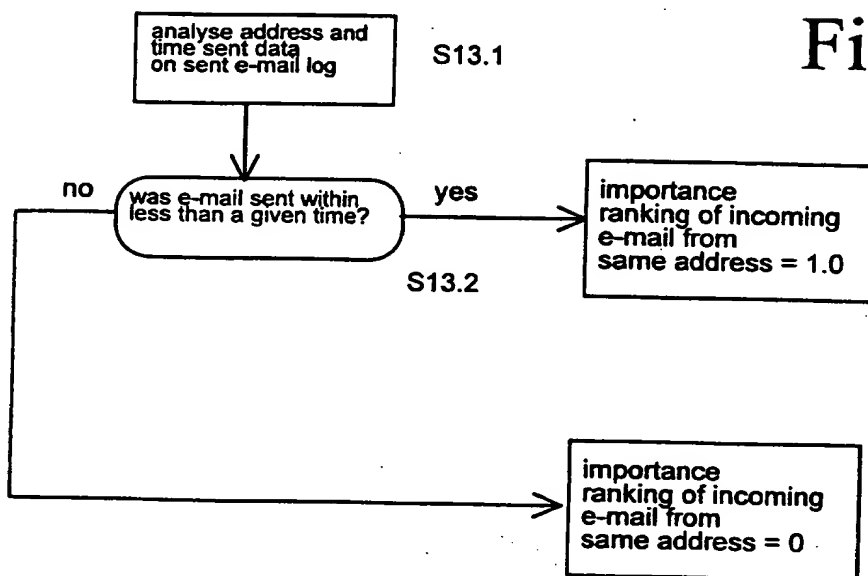 analyse address and
time sent data
on sent e-mail log
S13.1
Fi
no
was e-mail sent within
less than a given time?
yes
S13.2
importance
ranking of incoming
e-mail from
same address = 1.0
importance
ranking of incoming
e-mail from
same address = 0